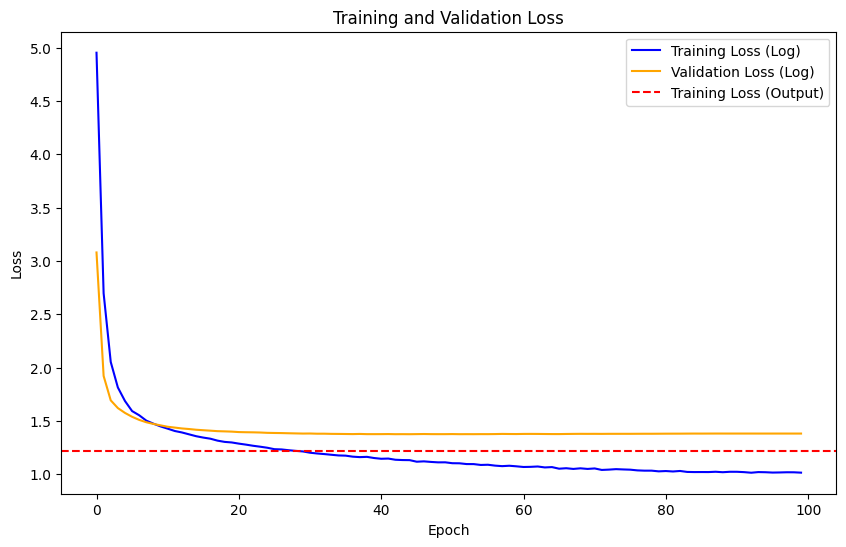 Training and Validation Loss
Training Loss (Log)
Validation Loss (Log)
Training Loss (Output)
Loss
5.0
4.5
4.0
3.5
3.0
2.5
2.0
1.5
1.0
0
20
40
60
80
100
Epoch